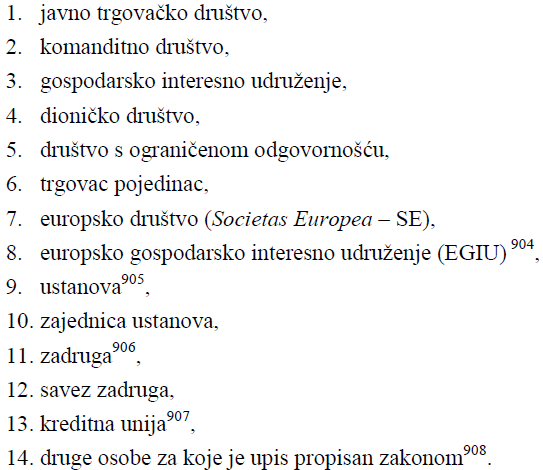 1. javno trgovačko društvo,
2. komanditno društvo,
3. gospodarsko interesno udruženje,
4. dioničko društvo,
5. društvo s ograničenom odgovornošću,
6. trgovac pojedinac,
7. europsko društvo (Societas Europea – SE),
8. europsko gospodarsko interesno udruženje (EGIU) 904,
9. ustanova905,
10. zajednica ustanova,
11. zadruga906,
12. savez zadruga,
13. kreditna unija907,
14. druge osobe za koje je upis propisan zakonom908.